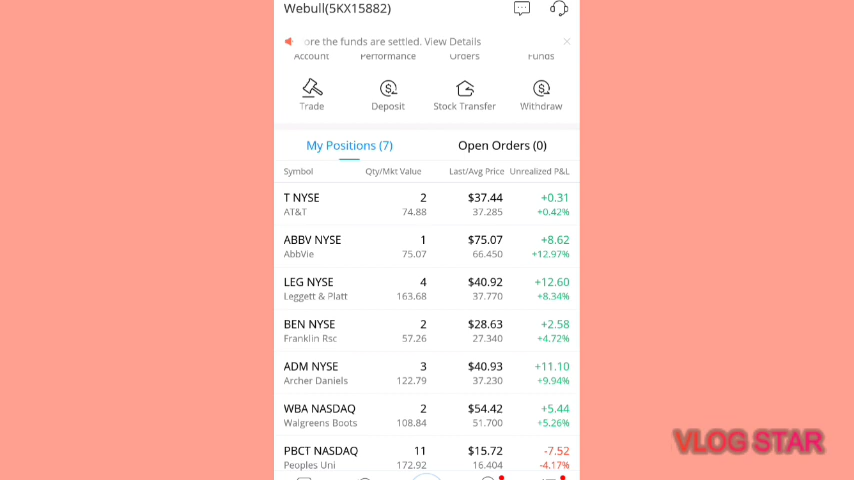 Webull(5KX15882)
ore the funds are settled. View Details
Account Performance Orders Funds
Trade Deposit Stock Transfer Withdraw
My Positions (7) Open Orders (0)
Symbol Qty/Mkt Value Last/Avg Price Unrealized P&L
T NYSE 2 $37.44 +0.31
AT&T 74.88 37.285 +0.42%
ABBV NYSE 1 $75.07 +8.62
AbbVie 75.07 66.450 +12.97%
LEG NYSE 4 $40.92 +12.60
Leggett & Platt 163.68 37.770 +8.34%
BEN NYSE 2 $28.63 +2.58
Franklin Rsc 57.26 27.340 +4.72%
ADM NYSE 3 $40.93 +11.10
Archer Daniels 122.79 37.230 +9.94%
WBA NASDAQ 2 $54.42 +5.44
Walgreens Boots 108.84 51.700 +5.26%
PBCT NASDAQ 11 $15.72 -7.52
Peoples Uni 172.92 16.404 -4.17%
VLOG STAR